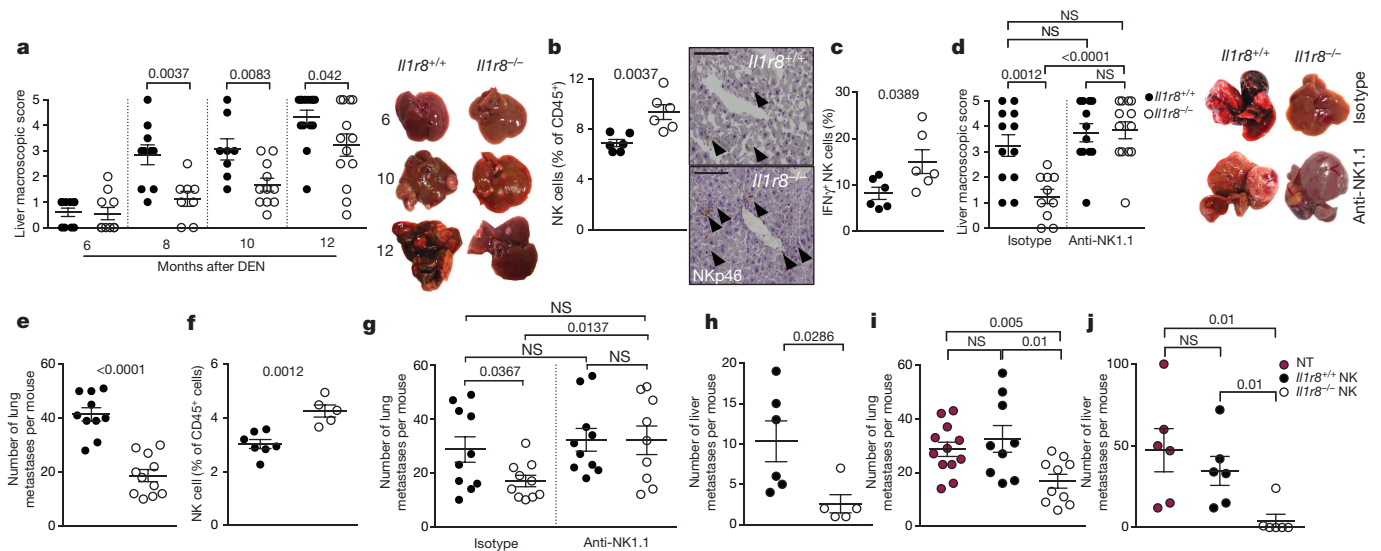 a
Liver macroscopic score
5
4
3
2
1
0
0.0037
0.0083
0.042
6
8
10
12
Months after DEN
Il1r8+/+
Il1r8–/–
6
10
12
b
NK cells (% of CD45+)
12
8
4
0
0.0037
Il1r8+/+
Il1r8–/–
NKp46
c
IFNγ+ NK cells (%)
30
20
10
0
0.0389
d
Liver macroscopic score
5
4
3
2
1
0
NS
NS
<0.0001
0.0012
NS
Isotype
Anti-NK1.1
Il1r8+/+
Il1r8–/–
Il1r8+/+
Il1r8–/–
Isotype
Anti-NK1.1
e
Number of lung
metastases per mouse
60
40
20
0
<0.0001
f
NK cell (% of CD45+ cells)
6
4
2
0
0.0012
g
Number of lung
metastases per mouse
60
40
20
0
NS
0.0137
NS
NS
0.0367
Isotype
Anti-NK1.1
h
Number of liver
metastases per mouse
20
15
10
5
0
0.0286
i
Number of lung
metastases per mouse
60
40
20
0
0.005
NS
0.01
j
Number of liver
metastases per mouse
100
50
0
0.01
NS
0.01
NT
Il1r8+/+ NK
Il1r8–/– NK